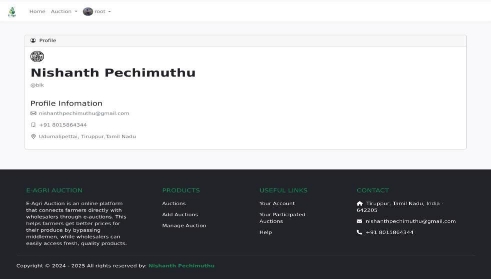 Home Auction root
Profile
Nishanth Pechimuthu
Profile Infomation
nishanthpechimuthu@gmail.com
+91 8015864344
Udumalipettai, Tiruppur,Tamil Nadu
E-AGRI AUCTION
E-Agri Auction is an online platform
that connects farmers directly with
wholesalers through e-auctions. This
helps farmers get better prices for
their produce by bypassing
middlemen, while wholesalers can
easily access fresh, quality products.
PRODUCTS
Auctions
Add Auctions
Manage Auction
USEFUL LINKS
Your Account
Your Participated
Auctions
Help
CONTACT
Tiruppur, Tamil Nadu, India -
642205
nishanthpechimuthu@gmail.com
+91 8015864344
Copyright © 2024 - 2025 All rights reserved by: Nishanth Pechimuthu